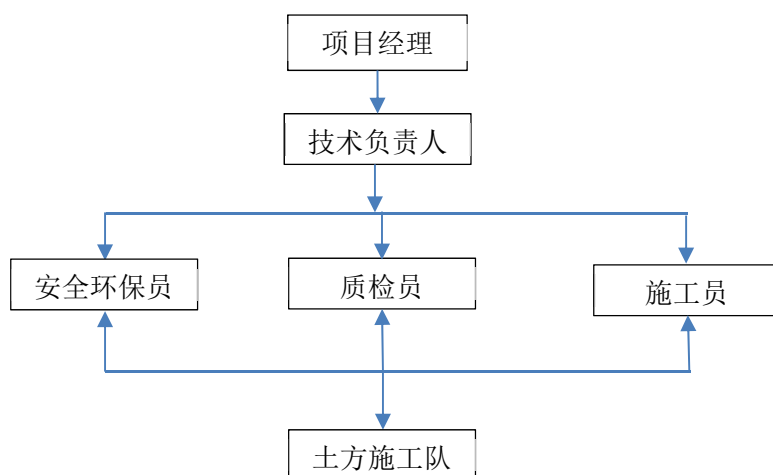 项目经理
技术负责人
安全环保员
质检员
施工员
土方施工队